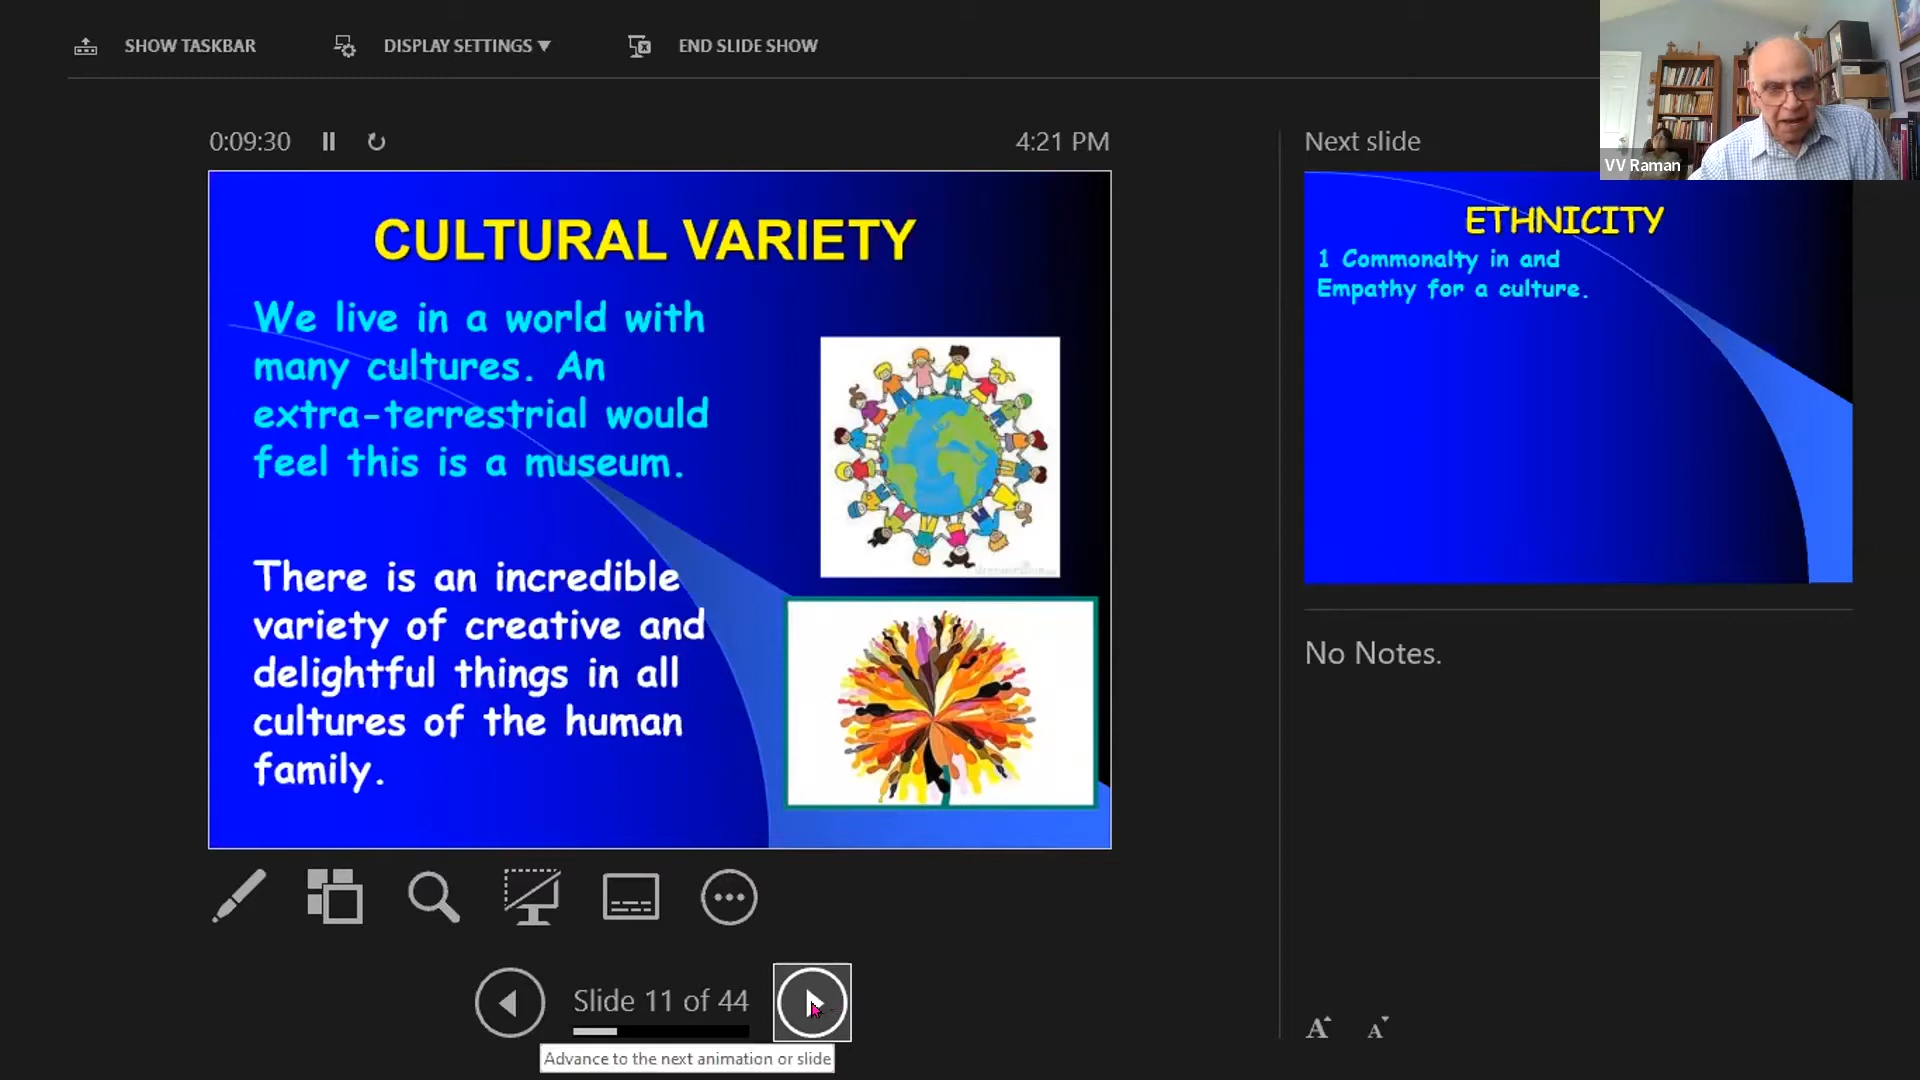 SHOW TASKBAR
DISPLAY SETTINGS ▼
END SLIDE SHOW
VV Raman
0:09:30
4:21 PM
Next slide
CULTURAL VARIETY
We live in a world with
many cultures. An
extra-terrestrial would
feel this is a museum.
There is an incredible
variety of creative and
delightful things in all
cultures of the human
family.
ETHNICITY
1 Commonalty in and
Empathy for a culture.
No Notes.
Slide 11 of 44
Advance to the next animation or slide
A
A